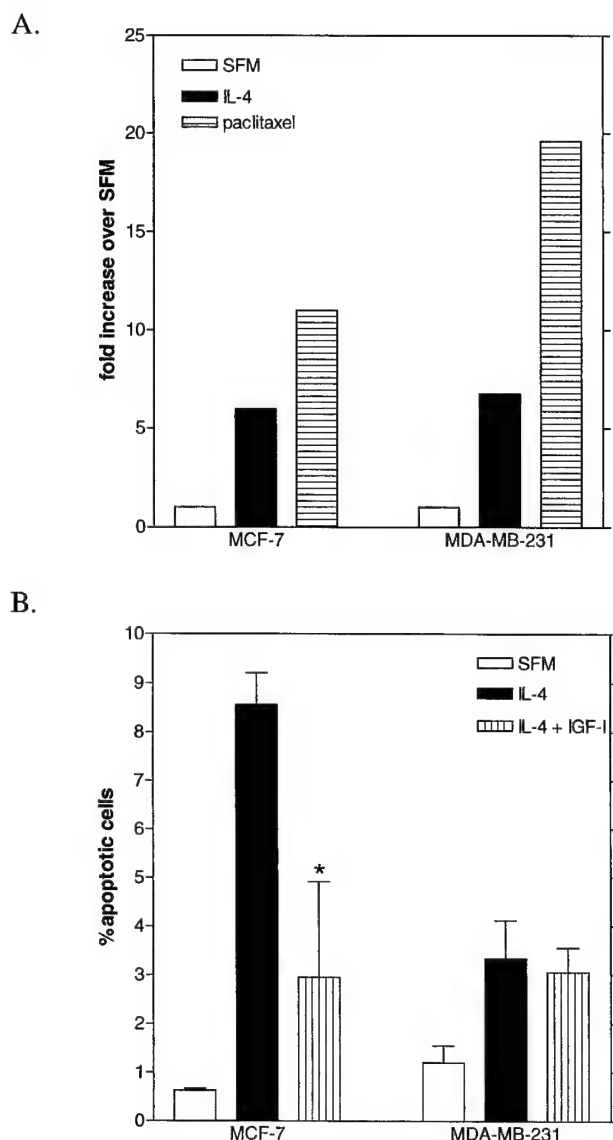 A.
fold increase over SFM
25
20
15
10
5
0
SFM
IL-4
paclitaxel
MCF-7
MDA-MB-231
B.
%apoptotic cells
10
9
8
7
6
5
4
3
2
1
0
SFM
IL-4
IL-4 + IGF-I
*
MCF-7
MDA-MB-231